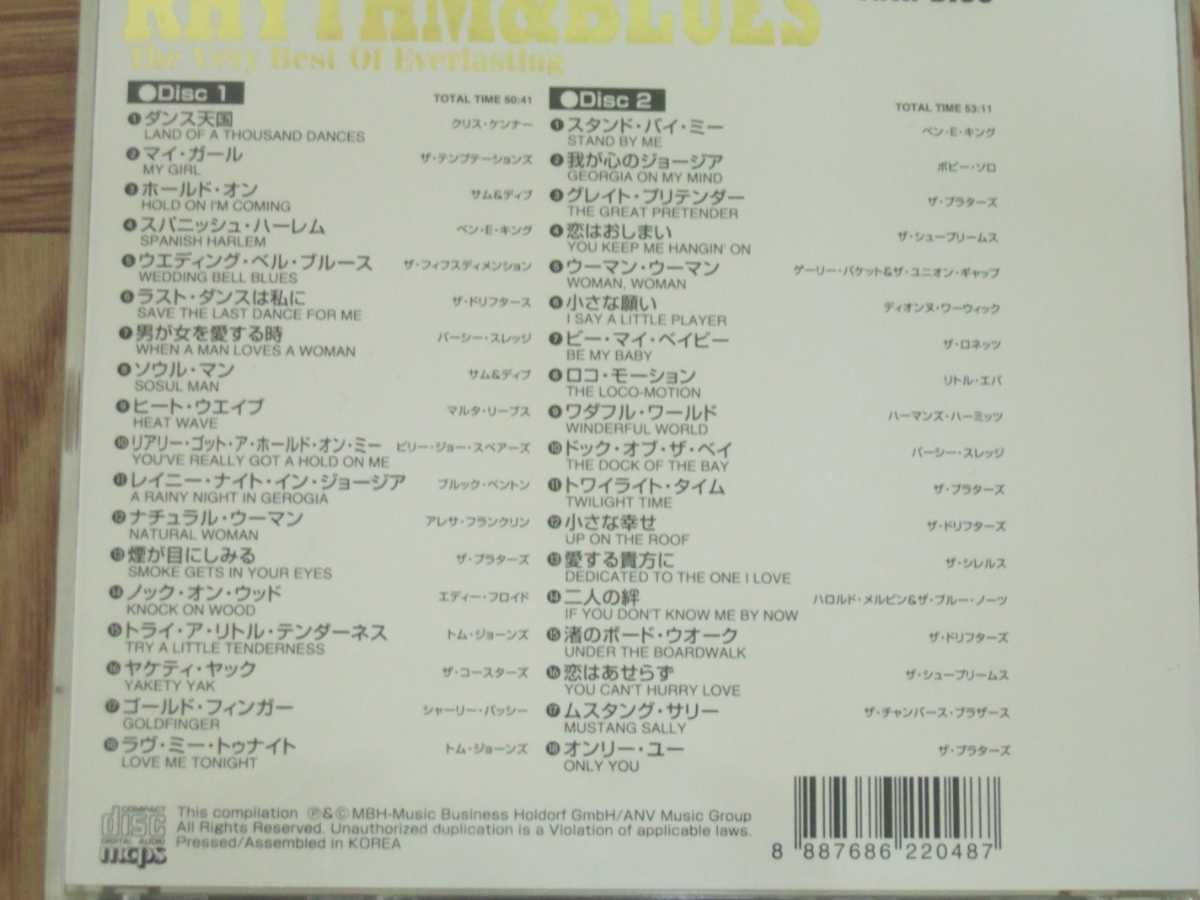 RHYTHM&BLUES
The Very Best Of Everlasting
●Disc 1
TOTAL TIME 50:41
❶ダンス天国 クリス・ケンナー
LAND OF A THOUSAND DANCES
❷マイ・ガール ザ・テンプテーションズ
MY GIRL
❸ホールド・オン サム&ディブ
HOLD ON I'M COMING
❹スパニッシュ・ハーレム ベン・E・キング
SPANISH HARLEM
❺ウエディング・ベル・ブルース ザ・フィフスディメンション
WEDDING BELL BLUES
❻ラスト・ダンスは私に ザ・ドリフタース
SAVE THE LAST DANCE FOR ME
❼男が女を愛する時 パーシー・スレッジ
WHEN A MAN LOVES A WOMAN
❽ソウル・マン サム&ディブ
SOSUL MAN
❾ヒート・ウエイブ マルタ・リーブス
HEAT WAVE
❿リアリー・ゴット・ア・ホールド・オン・ミー ビリー・ジョー・スペアーズ
YOU'VE REALLY GOT A HOLD ON ME
⓫レイニー・ナイト・イン・ジョージア ブルック・ベントン
A RAINY NIGHT IN GEROGIA
⓬ナチュラル・ウーマン アレサ・フランクリン
NATURAL WOMAN
⓭煙が目にしみる ザ・プラターズ
SMOKE GETS IN YOUR EYES
⓮ノック・オン・ウッド エディー・フロイド
KNOCK ON WOOD
⓯トライ・ア・リトル・テンダーネス トム・ジョーンズ
TRY A LITTLE TENDERNESS
⓰ヤケティ・ヤック ザ・コースターズ
YAKETY YAK
⓱ゴールド・フィンガー シャーリー・バッシー
GOLDFINGER
⓲ラヴ・ミー・トゥナイト トム・ジョーンズ
LOVE ME TONIGHT
●Disc 2
TOTAL TIME 53:11
❶スタンド・バイ・ミー ベン・E・キング
STAND BY ME
❷我が心のジョージア ボビー・ソロ
GEORGIA ON MY MIND
❸グレイト・プリテンダー ザ・プラターズ
THE GREAT PRETENDER
❹恋はおしまい ザ・シュープリームス
YOU KEEP ME HANGIN' ON
❺ウーマン・ウーマン ゲーリー・パケット&ザ・ユニオン・ギャップ
WOMAN, WOMAN
❻小さな願い ディオンヌ・ワーウィック
I SAY A LITTLE PLAYER
❼ビー・マイ・ベイビー ザ・ロネッツ
BE MY BABY
❽ロコ・モーション リトル・エバ
THE LOCO-MOTION
❾ワダフル・ワールド ハーマンズ・ハーミッツ
WINDERFUL WORLD
❿ドック・オブ・ザ・ベイ パーシー・スレッジ
THE DOCK OF THE BAY
⓫トワイライト・タイム ザ・プラターズ
TWILIGHT TIME
⓬小さな幸せ ザ・ドリフターズ
UP ON THE ROOF
⓭愛する貴方に ザ・シレルス
DEDICATED TO THE ONE I LOVE
⓮二人の絆 ハロルド・メルビン&ザ・ブルー・ノーツ
IF YOU DON'T KNOW ME BY NOW
⓯渚のボード・ウオーク ザ・ドリフターズ
UNDER THE BOARDWALK
⓰恋はあせらず ザ・シュープリームス
YOU CAN'T HURRY LOVE
⓱ムスタング・サリー ザ・チャンバース・ブラザース
MUSTANG SALLY
⓲オンリー・ユー ザ・プラターズ
ONLY YOU
COMPACT
disc
DIGITAL AUDIO
mcps
This compilation ℗&©MBH-Music Business Holdorf GmbH/ANV Music Group
All Rights Reserved. Unauthorized duplication is a Violation of applicable laws.
Pressed/Assembled in KOREA
8 887686 220487